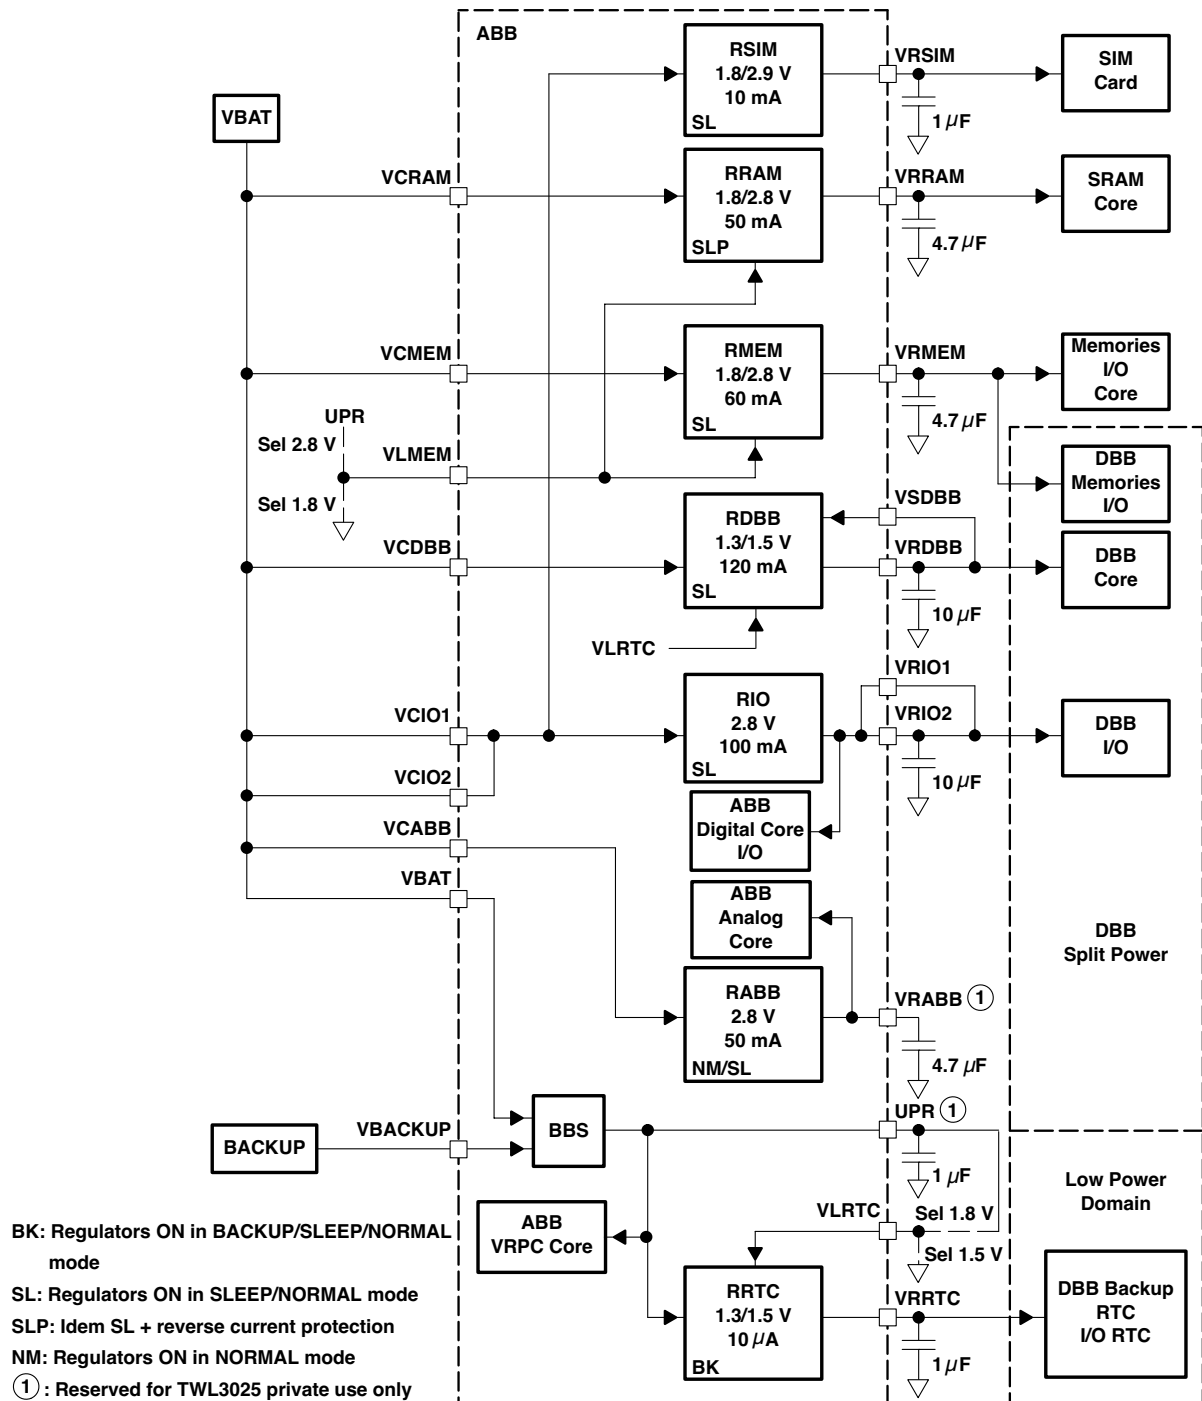 ABB
RSIM
1.8/2.9 V
10 mA
SL
VRSIM
1 µF
SIM
Card
VBAT
VCRAM
RRAM
1.8/2.8 V
50 mA
SLP
VRRAM
4.7 µF
SRAM
Core
VCMEM
RMEM
1.8/2.8 V
60 mA
SL
VRMEM
4.7 µF
Memories
I/O
Core
UPR
Sel 2.8 V
VLMEM
Sel 1.8 V
DBB
Memories
I/O
VSDBB
VCDBB
RDBB
1.3/1.5 V
120 mA
SL
VRDBB
10 µF
DBB
Core
VLRTC
VRIO1
VCIO1
RIO
2.8 V
100 mA
SL
VRIO2
10 µF
DBB
I/O
VCIO2
ABB
Digital Core
I/O
VCABB
VBAT
ABB
Analog
Core
DBB
Split Power
RABB
2.8 V
50 mA
NM/SL
VRABB 1
4.7 µF
BACKUP
VBACKUP
BBS
UPR 1
1 µF
Low Power
Domain
ABB
VRPC Core
VLRTC
Sel 1.8 V
Sel 1.5 V
RRTC
1.3/1.5 V
10 µA
BK
VRRTC
1 µF
DBB Backup
RTC
I/O RTC
BK: Regulators ON in BACKUP/SLEEP/NORMAL
mode
SL: Regulators ON in SLEEP/NORMAL mode
SLP: Idem SL + reverse current protection
NM: Regulators ON in NORMAL mode
1 : Reserved for TWL3025 private use only